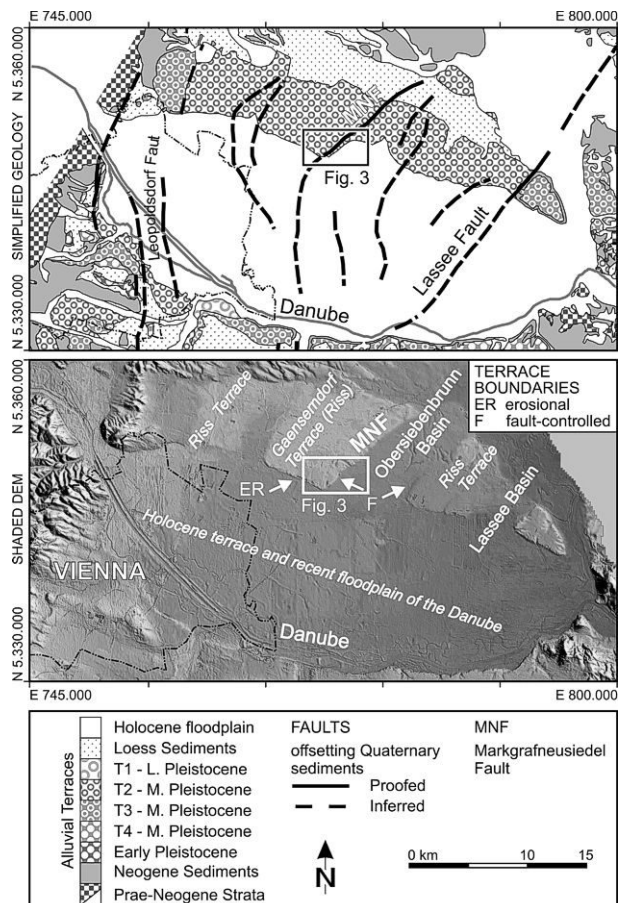 E 745.000
E 800.000
N 5.360.000
SIMPLIFIED GEOLOGY
N 5.330.000
MNF
Fig. 3
Leopoldsdorf Faut
Lassee Fault
Danube
N 5.360.000
SHADED DEM
N 5.330.000
TERRACE
BOUNDARIES
ER erosional
F fault-controlled
Riss Terrace
Gaenserndorf
Terrace (Riss)
MNF
Obersiebenbrunn
Basin
Riss
Terrace
Lassee Basin
ER
Fig. 3
F
Holocene terrace and recent floodplain of the Danube
VIENNA
Danube
E 745.000
E 800.000
Alluvial Terraces
Holocene floodplain
Loess Sediments
T1 - L. Pleistocene
T2 - M. Pleistocene
T3 - M. Pleistocene
T4 - M. Pleistocene
Early Pleistocene
Neogene Sediments
Prae-Neogene Strata
FAULTS
offsetting Quaternary
sediments
Proofed
Inferred
MNF
Markgrafneusiedel
Fault
N
0 km
10
15